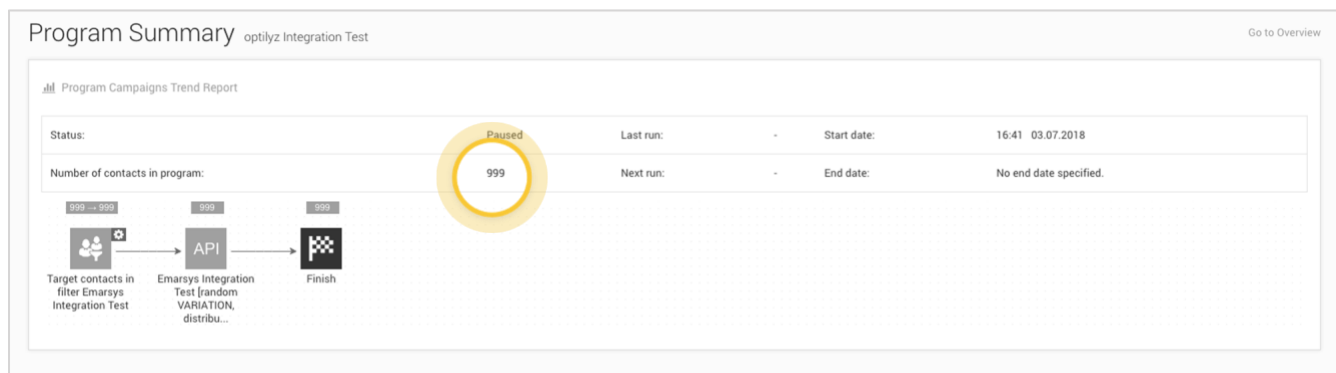 Program Summary optilyz Integration Test
Go to Overview
Program Campaigns Trend Report
Status: Paused Last run: - Start date: 16:41 03.07.2018
Number of contacts in program: 999 Next run: - End date: No end date specified.
999 → 999 999 999
API
Target contacts in
filter Emarsys
Integration Test
Emarsys Integration
Test [random
VARIATION,
distribu...
Finish